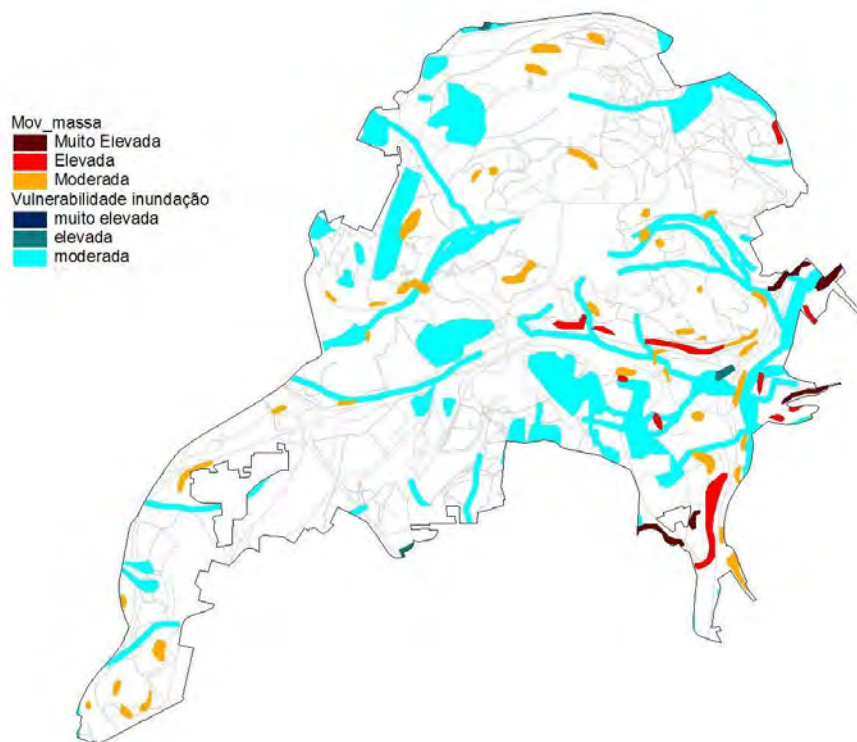 Mov_massa
Muito Elevada
Elevada
Moderada
Vulnerabilidade inundação
muito elevada
elevada
moderada